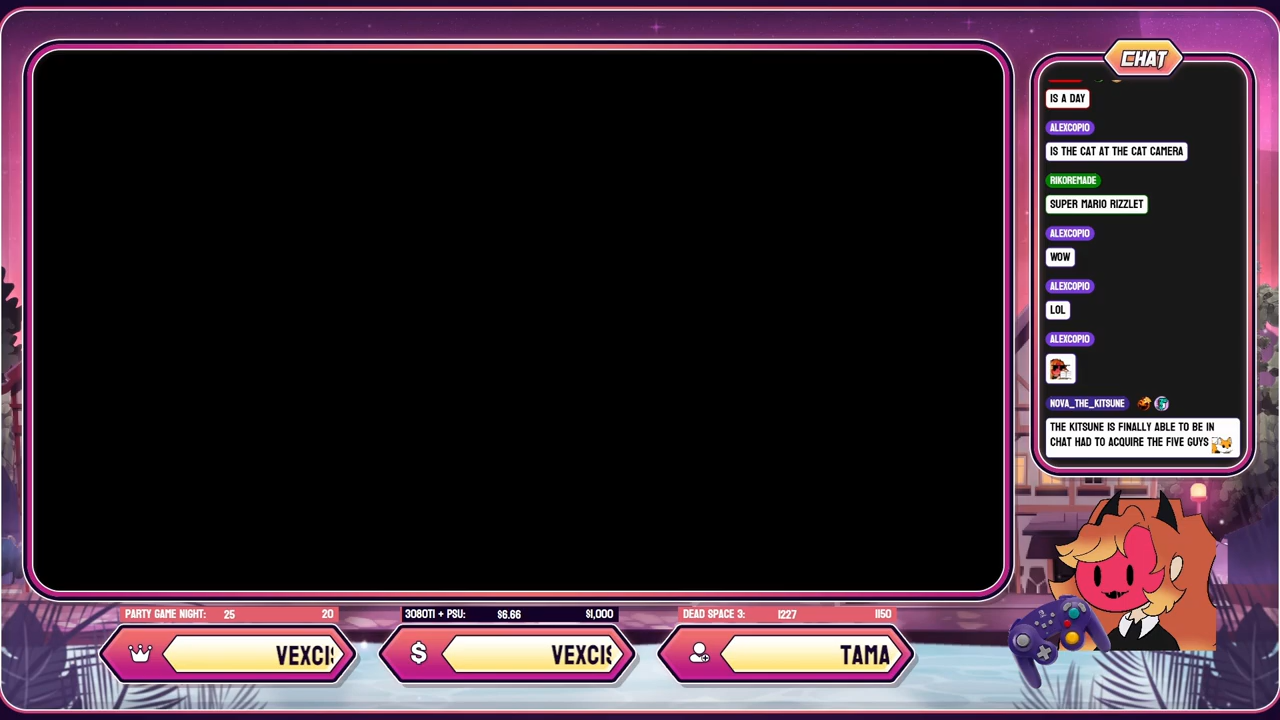 CHAT
IS A DAY
ALEXCOPIO
IS THE CAT AT THE CAT CAMERA
RIKOREMADE
SUPER MARIO RIZZLET
ALEXCOPIO
WOW
ALEXCOPIO
LOL
ALEXCOPIO
NOVA_THE_KITSUNE
THE KITSUNE IS FINALLY ABLE TO BE IN
CHAT HAD TO ACQUIRE THE FIVE GUYS
PARTY GAME NIGHT: 25 20
3080TI + PSU: $6.66 $1,000
DEAD SPACE 3: 1227 1150
VEXCIS
$ VEXCIS
TAMA